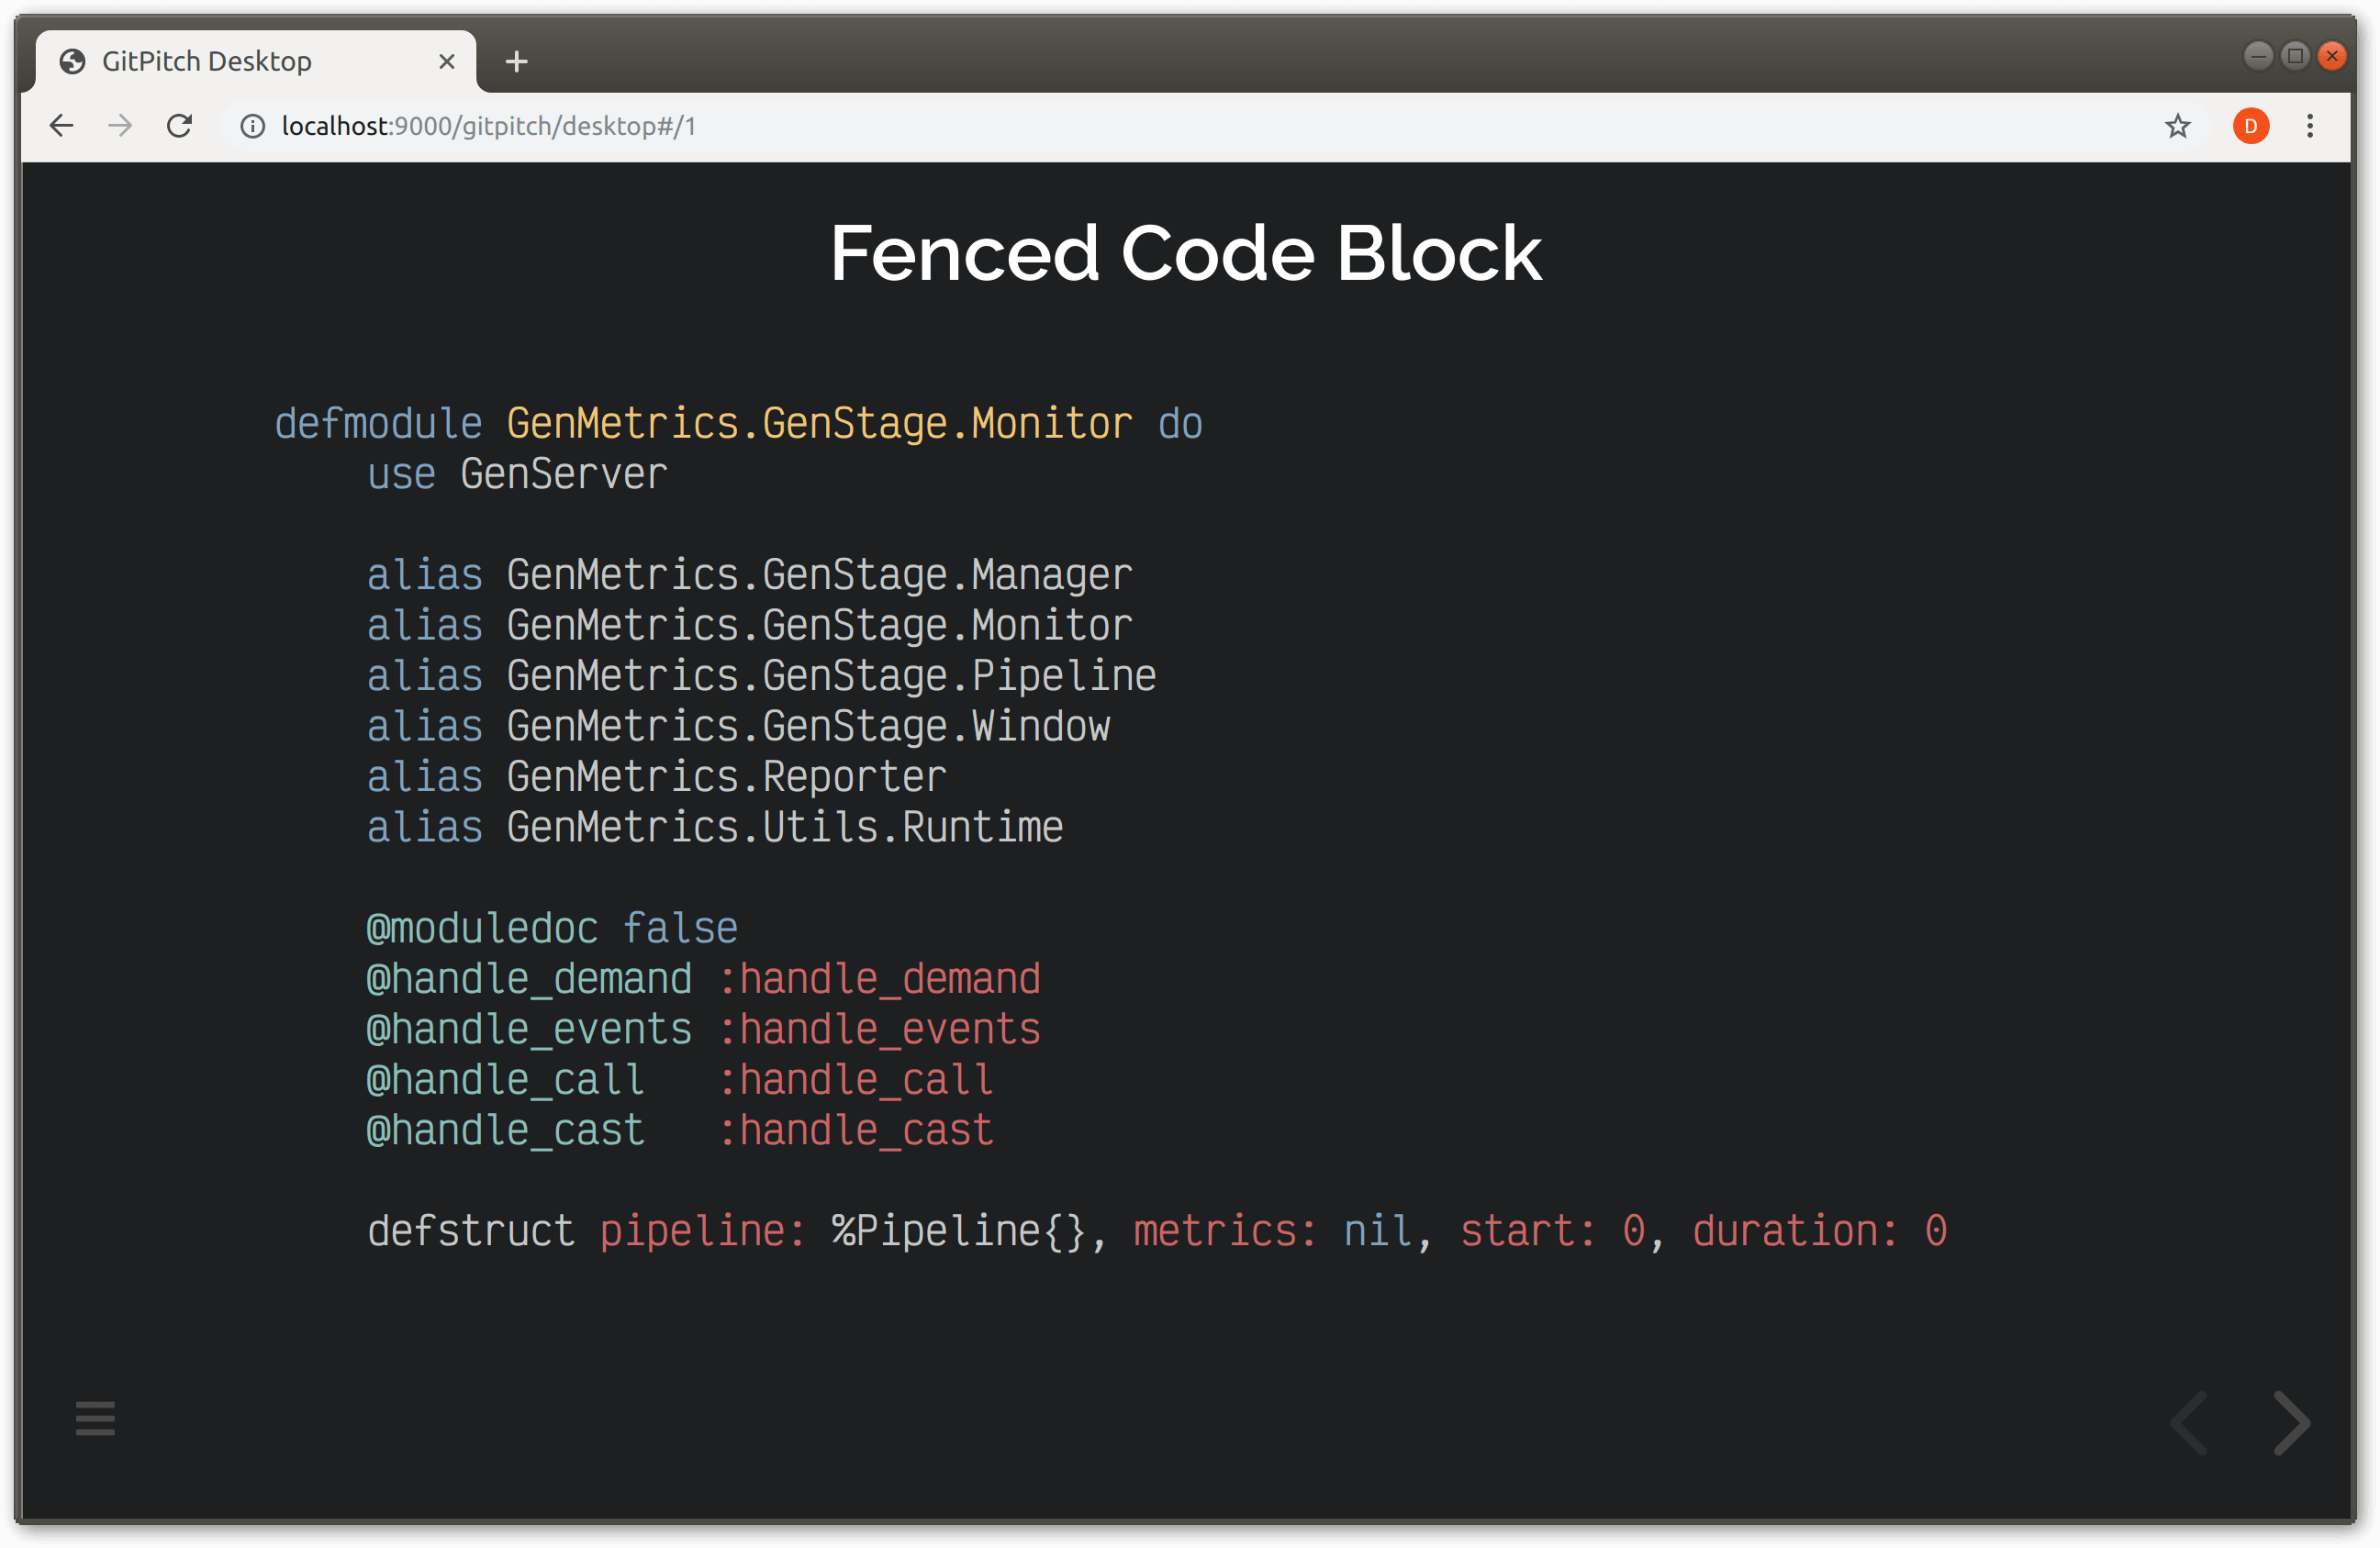 GitPitch Desktop
localhost:9000/gitpitch/desktop#/1
D
Fenced Code Block
defmodule GenMetrics.GenStage.Monitor do
    use GenServer

    alias GenMetrics.GenStage.Manager
    alias GenMetrics.GenStage.Monitor
    alias GenMetrics.GenStage.Pipeline
    alias GenMetrics.GenStage.Window
    alias GenMetrics.Reporter
    alias GenMetrics.Utils.Runtime

    @moduledoc false
    @handle_demand :handle_demand
    @handle_events :handle_events
    @handle_call   :handle_call
    @handle_cast   :handle_cast

    defstruct pipeline: %Pipeline{}, metrics: nil, start: 0, duration: 0